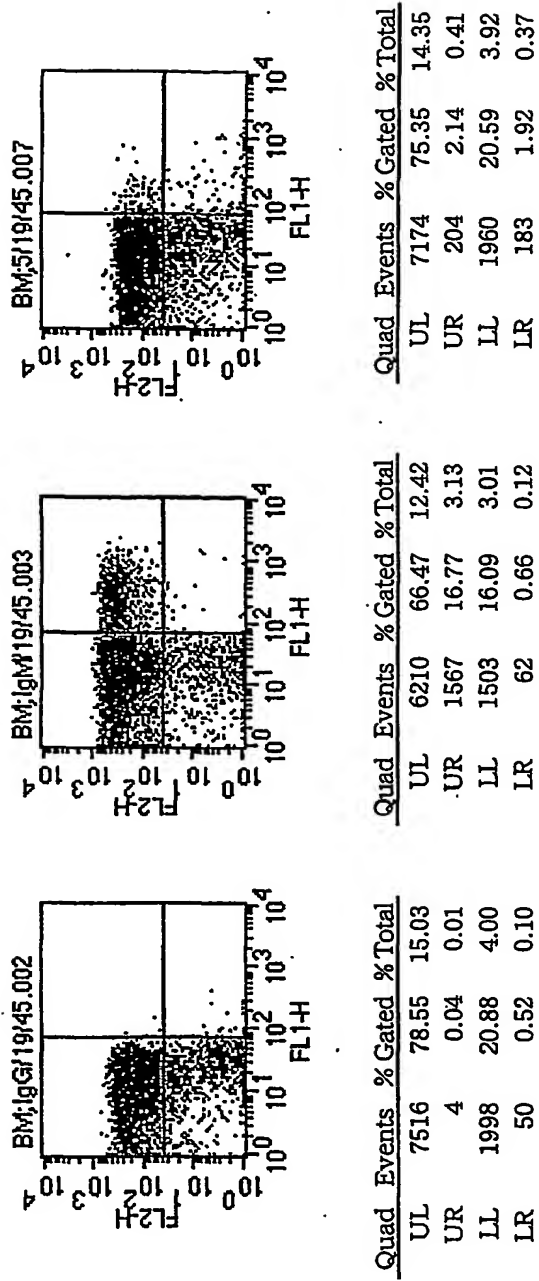 BM;IgG/19/45.002
10 4
10 3
FL2-H
10 2
10 1
10 0
10^0 10^1 10^2 10^3 10^4
FL1-H
Quad Events % Gated % Total
UL 7516 78.55 15.03
UR 4 0.04 0.01
LL 1998 20.88 4.00
LR 50 0.52 0.10
BM;IgM/19/45.003
10 4
10 3
FL2-H
10 2
10 1
10 0
10^0 10^1 10^2 10^3 10^4
FL1-H
Quad Events % Gated % Total
UL 6210 66.47 12.42
UR 1567 16.77 3.13
LL 1503 16.09 3.01
LR 62 0.66 0.12
BM;5/19/45.007
10 4
10 3
FL2-H
10 2
10 1
10 0
10^0 10^1 10^2 10^3 10^4
FL1-H
Quad Events % Gated % Total
UL 7174 75.35 14.35
UR 204 2.14 0.41
LL 1960 20.59 3.92
LR 183 1.92 0.37